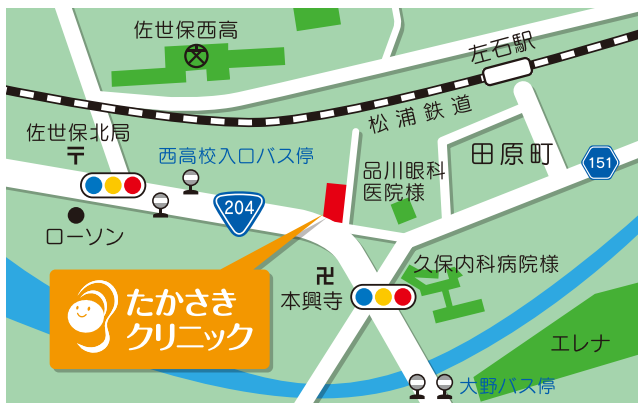 佐世保西高
左石駅
松浦鉄道
佐世保北局
〒
西高校入口バス停
品川眼科
医院様
田原町
151
204
ローソン
卍
本興寺
久保内科病院様
たかさき
クリニック
エレナ
大野バス停